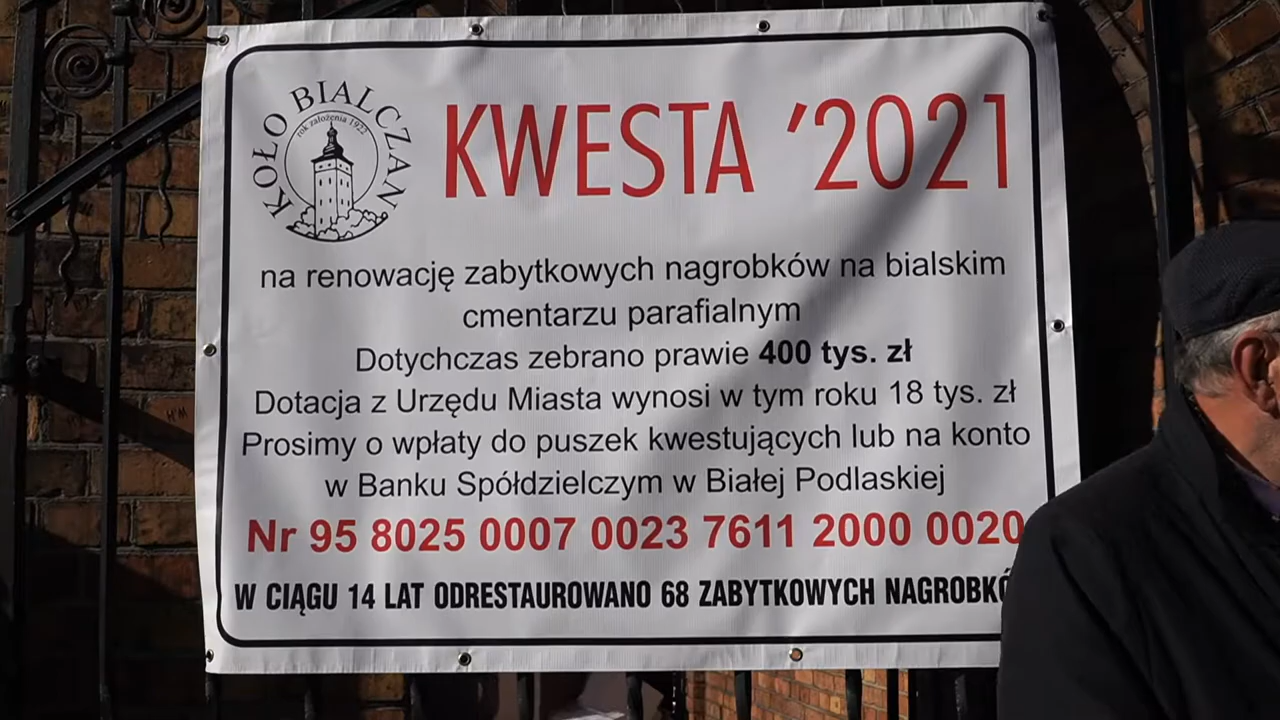 KOŁO BIALCZAN
rok założenia 1927
KWESTA '2021
na renowację zabytkowych nagrobków na bialskim
cmentarzu parafialnym
Dotychczas zebrano prawie 400 tys. zł
Dotacja z Urzędu Miasta wynosi w tym roku 18 tys. zł
Prosimy o wpłaty do puszek kwestujących lub na konto
w Banku Spółdzielczym w Białej Podlaskiej
Nr 95 8025 0007 0023 7611 2000 0020
W CIĄGU 14 LAT ODRESTAUROWANO 68 ZABYTKOWYCH NAGROBKÓ